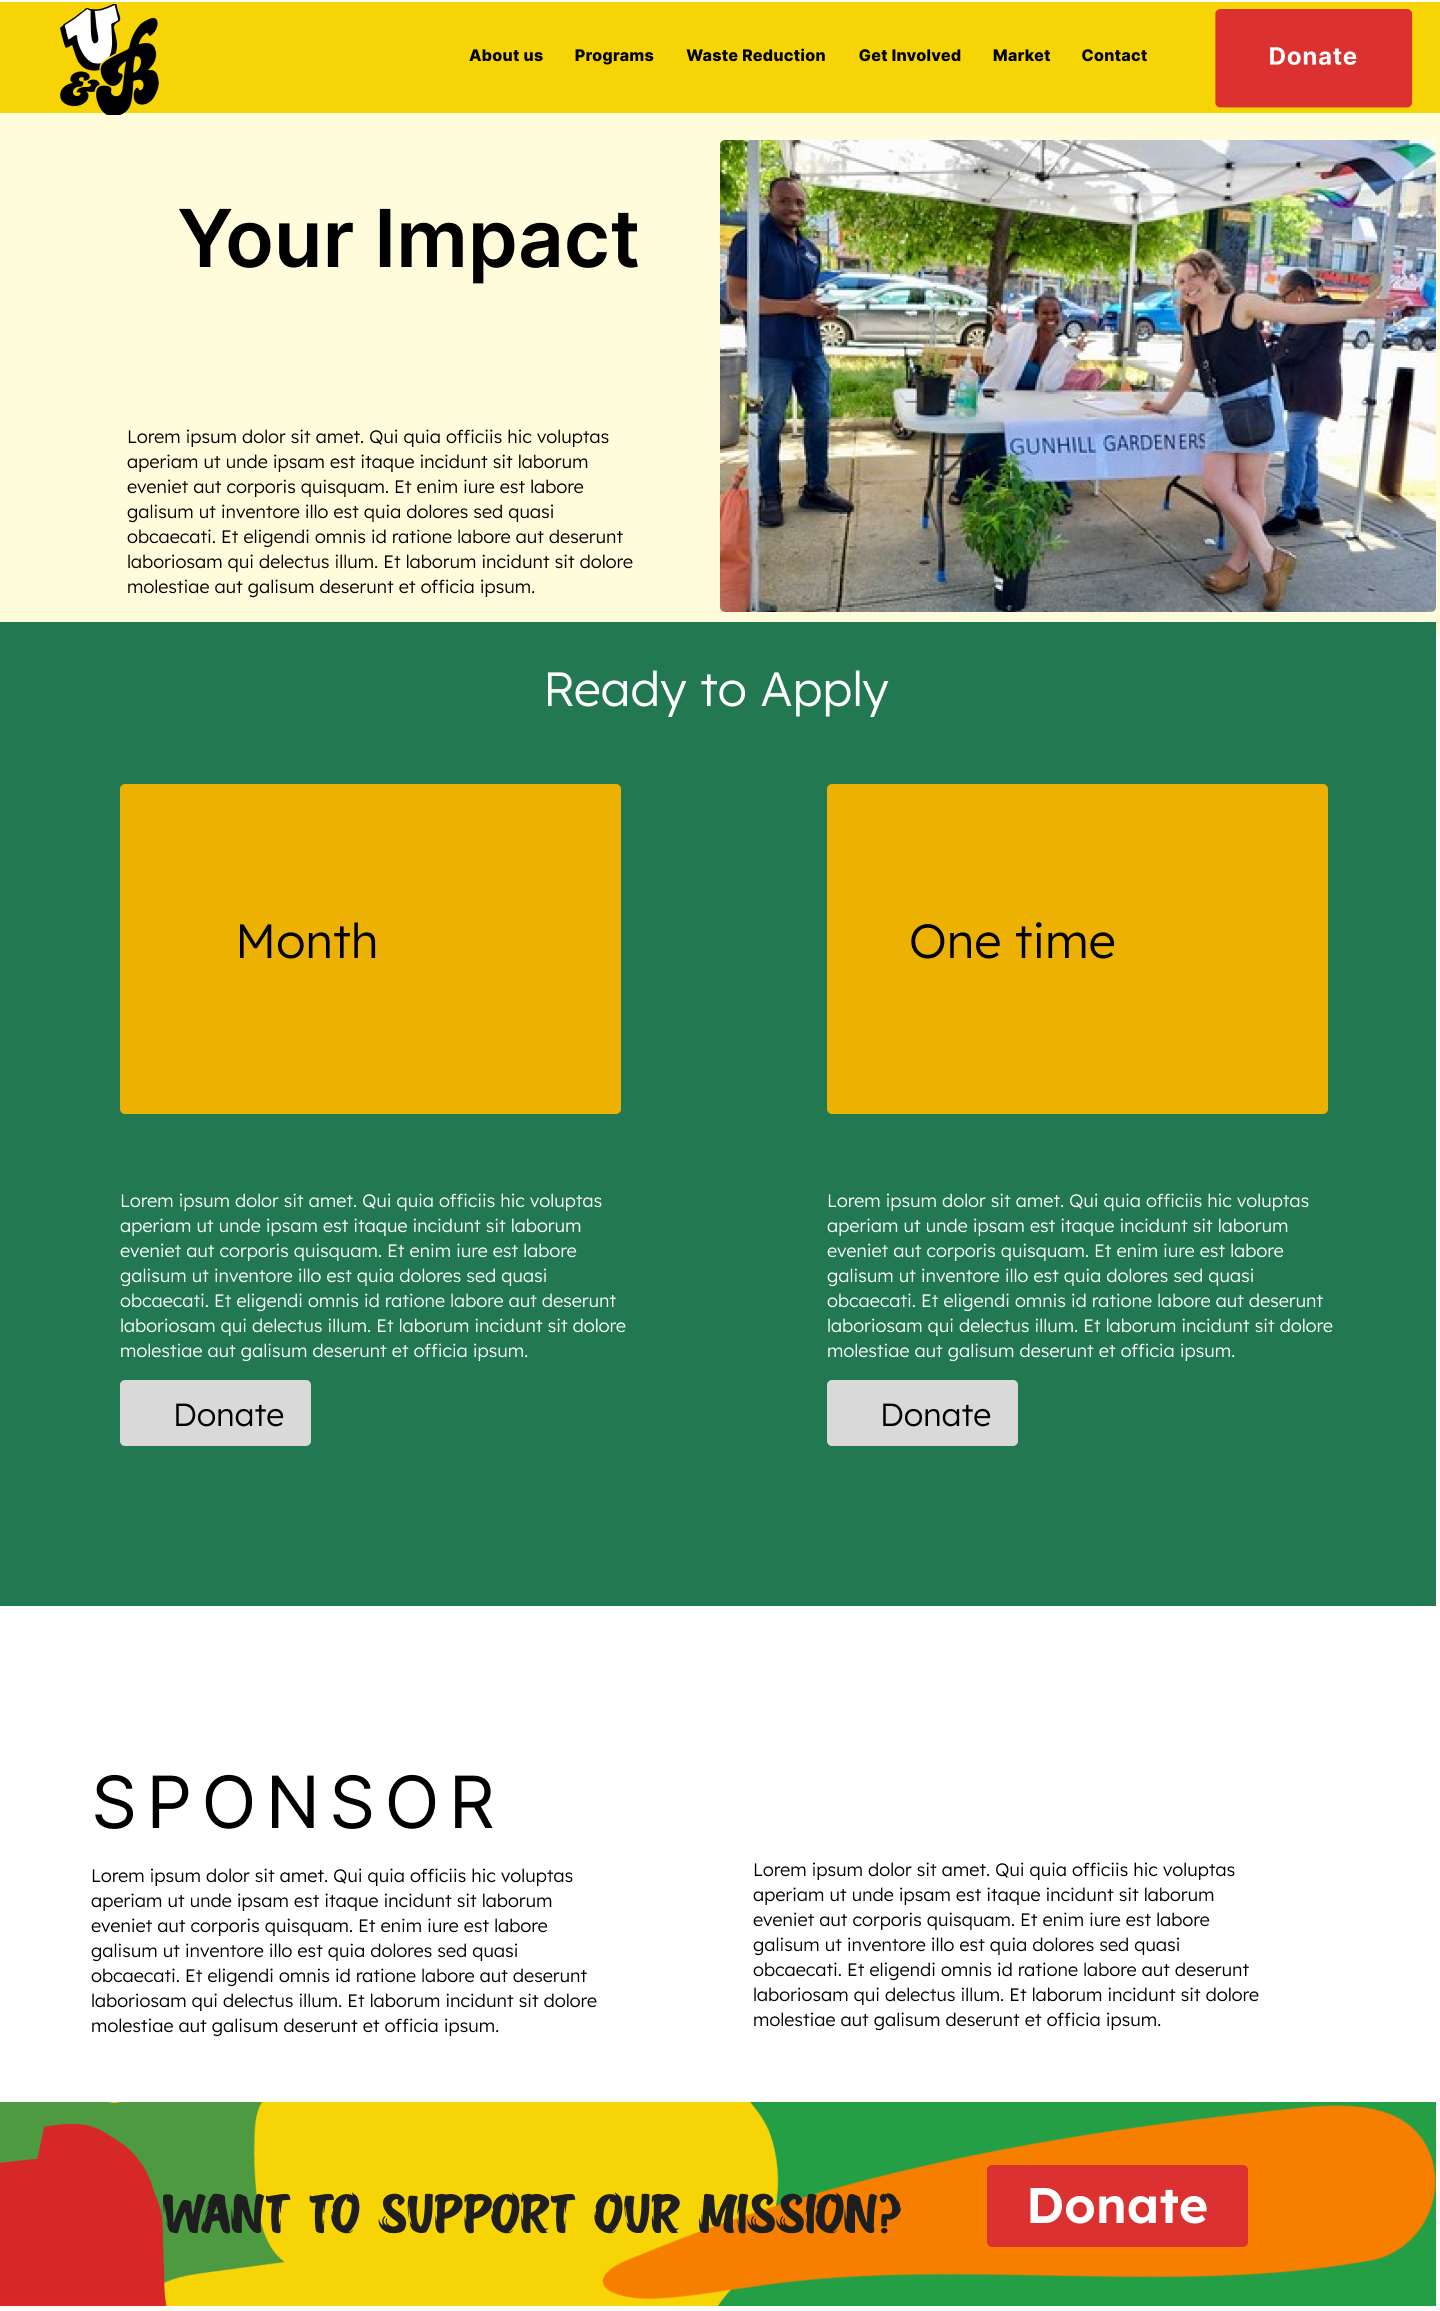 U
&B
About us Programs Waste Reduction Get Involved Market Contact Donate
Your Impact
Lorem ipsum dolor sit amet. Qui quia officiis hic voluptas
aperiam ut unde ipsam est itaque incidunt sit laborum
eveniet aut corporis quisquam. Et enim iure est labore
galisum ut inventore illo est quia dolores sed quasi
obcaecati. Et eligendi omnis id ratione labore aut deserunt
laboriosam qui delectus illum. Et laborum incidunt sit dolore
molestiae aut galisum deserunt et officia ipsum.
GUNHILL GARDENERS
Ready to Apply
Month
One time
Lorem ipsum dolor sit amet. Qui quia officiis hic voluptas
aperiam ut unde ipsam est itaque incidunt sit laborum
eveniet aut corporis quisquam. Et enim iure est labore
galisum ut inventore illo est quia dolores sed quasi
obcaecati. Et eligendi omnis id ratione labore aut deserunt
laboriosam qui delectus illum. Et laborum incidunt sit dolore
molestiae aut galisum deserunt et officia ipsum.
Donate
Lorem ipsum dolor sit amet. Qui quia officiis hic voluptas
aperiam ut unde ipsam est itaque incidunt sit laborum
eveniet aut corporis quisquam. Et enim iure est labore
galisum ut inventore illo est quia dolores sed quasi
obcaecati. Et eligendi omnis id ratione labore aut deserunt
laboriosam qui delectus illum. Et laborum incidunt sit dolore
molestiae aut galisum deserunt et officia ipsum.
Donate
SPONSOR
Lorem ipsum dolor sit amet. Qui quia officiis hic voluptas
aperiam ut unde ipsam est itaque incidunt sit laborum
eveniet aut corporis quisquam. Et enim iure est labore
galisum ut inventore illo est quia dolores sed quasi
obcaecati. Et eligendi omnis id ratione labore aut deserunt
laboriosam qui delectus illum. Et laborum incidunt sit dolore
molestiae aut galisum deserunt et officia ipsum.
Lorem ipsum dolor sit amet. Qui quia officiis hic voluptas
aperiam ut unde ipsam est itaque incidunt sit laborum
eveniet aut corporis quisquam. Et enim iure est labore
galisum ut inventore illo est quia dolores sed quasi
obcaecati. Et eligendi omnis id ratione labore aut deserunt
laboriosam qui delectus illum. Et laborum incidunt sit dolore
molestiae aut galisum deserunt et officia ipsum.
WANT TO SUPPORT OUR MISSION?
Donate